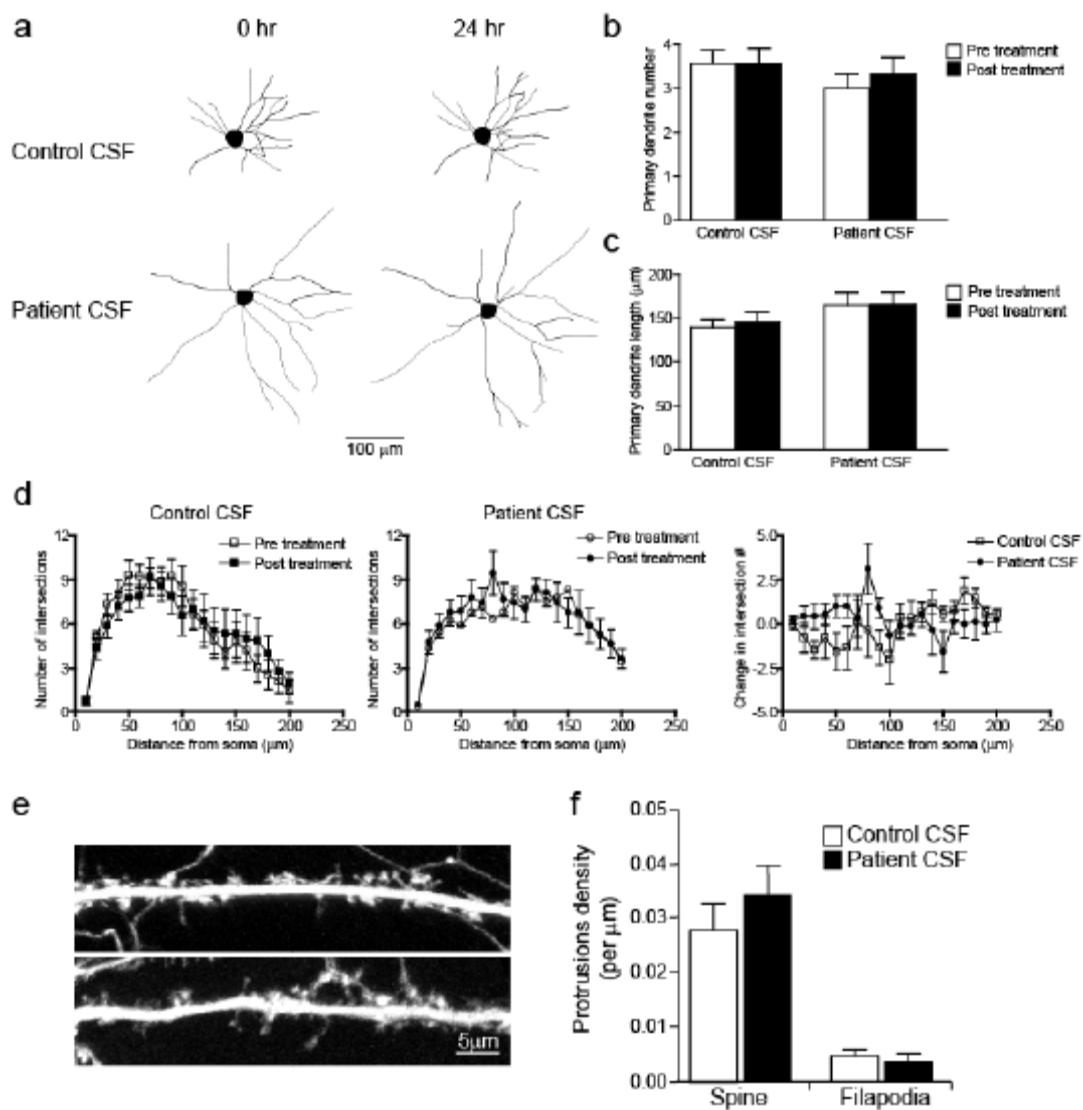 a
0 hr
24 hr
Control CSF
Patient CSF
100 μm
b
Primary dendrite number
4
3
2
1
0
Control CSF
Patient CSF
Pre treatment
Post treatment
c
Primary dendrite length (μm)
200
150
100
50
0
Control CSF
Patient CSF
Pre treatment
Post treatment
d
Control CSF
Number of intersections
12
9
6
3
0
0 50 100 150 200 250
Distance from soma (μm)
Pre treatment
Post treatment
Patient CSF
Number of intersections
12
9
6
3
0
0 50 100 150 200 250
Distance from soma (μm)
Pre treatment
Post treatment
Change in intersection #
5.0
2.5
0.0
-2.5
-5.0
0 50 100 150 200 250
Distance from soma (μm)
Control CSF
Patient CSF
e
5μm
f
Protrusions density
(per μm)
0.05
0.04
0.03
0.02
0.01
0.00
Spine
Filapodia
Control CSF
Patient CSF